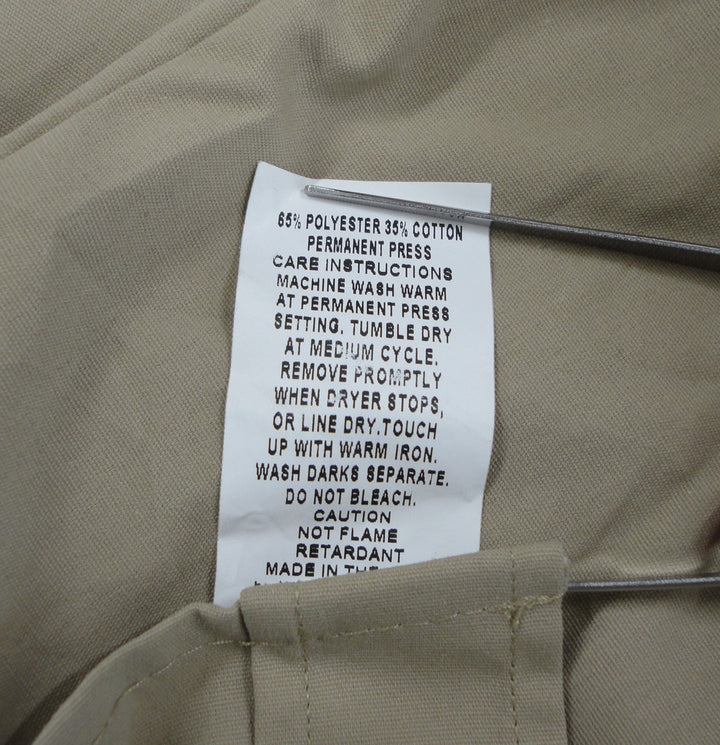 65% POLYESTER 35% COTTON
PERMANENT PRESS
CARE INSTRUCTIONS
MACHINE WASH WARM
AT PERMANENT PRESS
SETTING. TUMBLE DRY
AT MEDIUM CYCLE.
REMOVE PROMPTLY
WHEN DRYER STOPS,
OR LINE DRY.TOUCH
UP WITH WARM IRON.
WASH DARKS SEPARATE.
DO NOT BLEACH.
CAUTION
NOT FLAME
RETARDANT
MADE IN THE